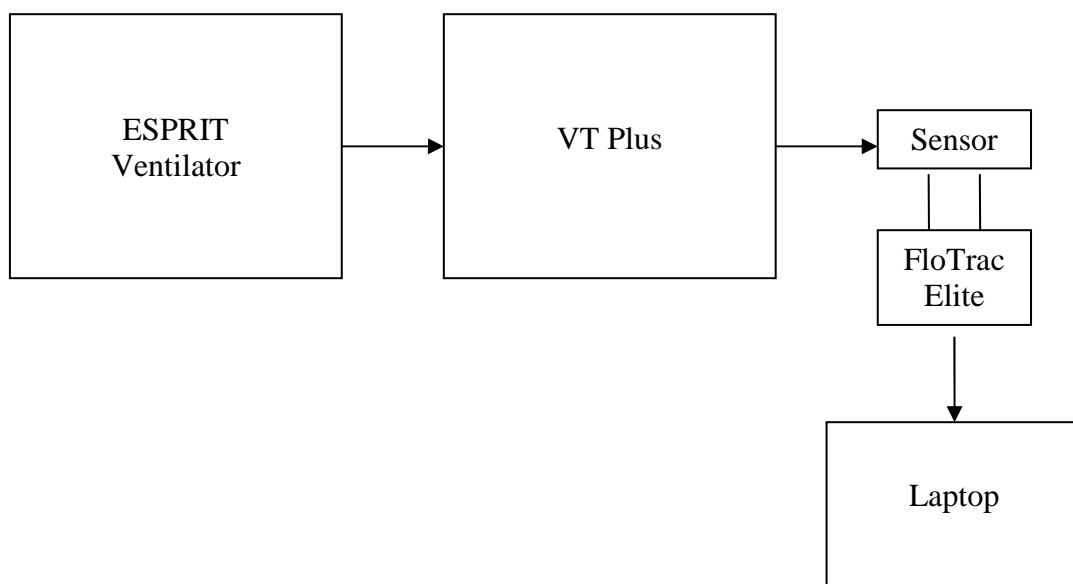 ESPRIT
Ventilator
VT Plus
Sensor
FloTrac
Elite
Laptop